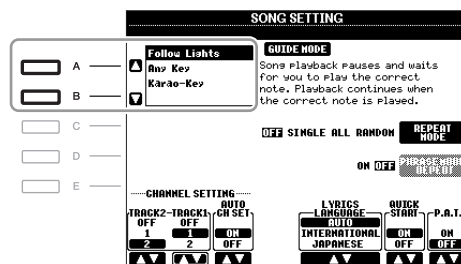 SONG SETTING
Follow Lights
Any Key
Karao-Key
GUIDE MODE
Song playback pauses and waits
for you to play the correct
note. Playback continues when
the correct note is played.
A
B
C
D
E
OFF SINGLE ALL RANDOM REPEAT MODE
ON OFF PHRASE MARK REPEAT
CHANNEL SETTING
TRACK2 TRACK1 AUTO CH SET
OFF OFF
1 1 ON
2 2 OFF
LYRICS LANGUAGE QUICK START P.A.T.
AUTO
INTERNATIONAL ON ON
JAPANESE OFF OFF